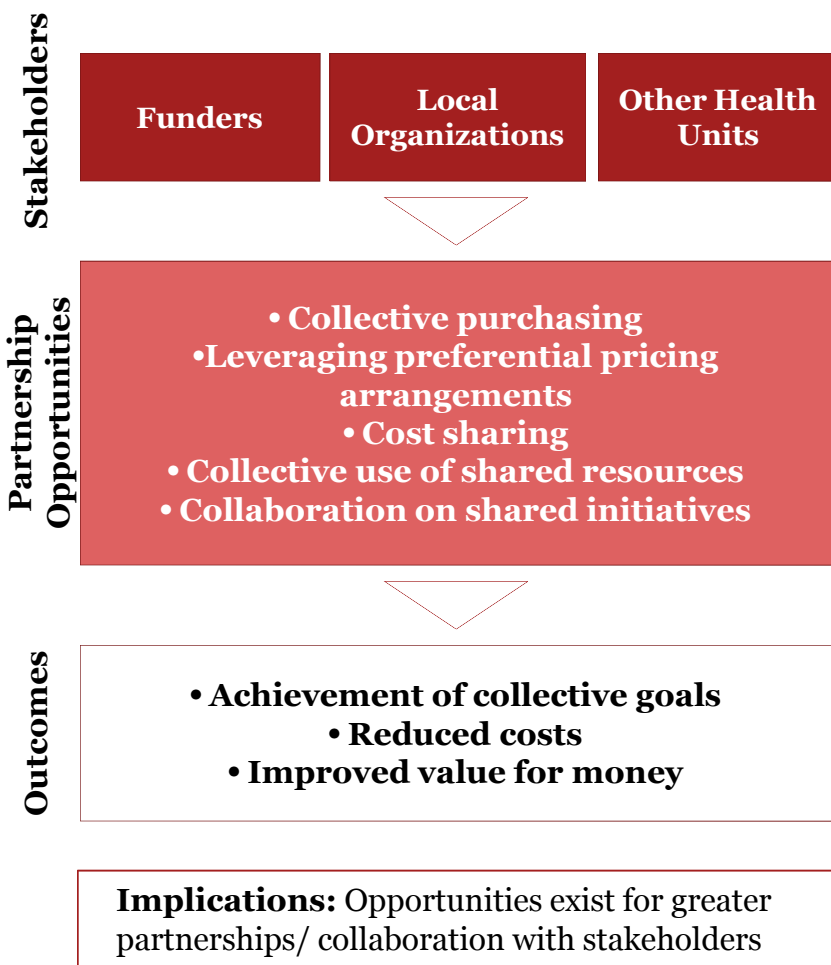 Stakeholders
Funders
Local
Organizations
Other Health
Units
Partnership
Opportunities
• Collective purchasing
•Leveraging preferential pricing
arrangements
• Cost sharing
• Collective use of shared resources
• Collaboration on shared initiatives
Outcomes
• Achievement of collective goals
• Reduced costs
• Improved value for money
Implications: Opportunities exist for greater
partnerships/ collaboration with stakeholders